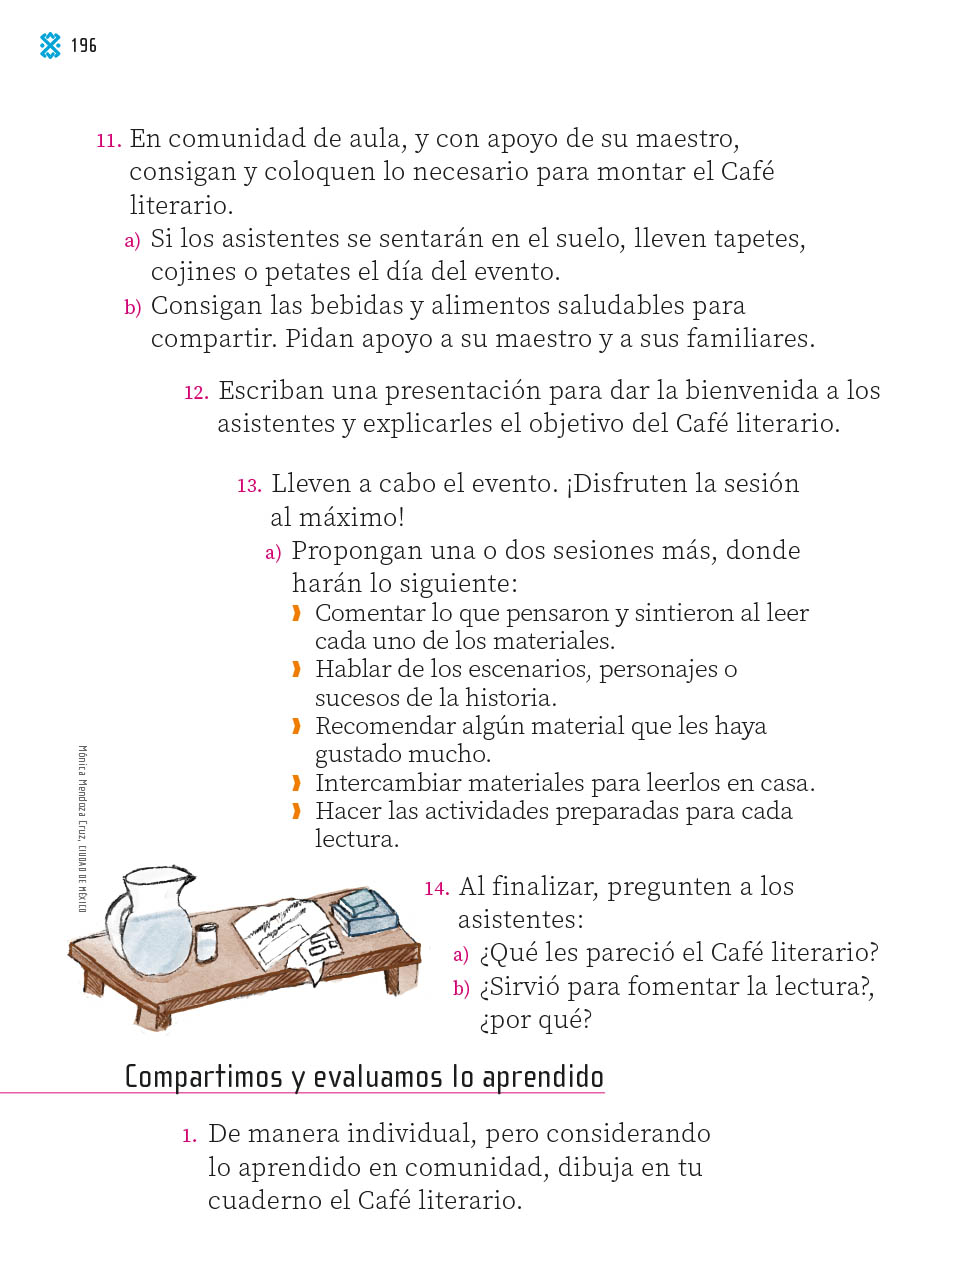 196
11. En comunidad de aula, y con apoyo de su maestro,
consigan y coloquen lo necesario para montar el Café
literario.
a) Si los asistentes se sentarán en el suelo, lleven tapetes,
cojines o petates el día del evento.
b) Consigan las bebidas y alimentos saludables para
compartir. Pidan apoyo a su maestro y a sus familiares.
12. Escriban una presentación para dar la bienvenida a los
asistentes y explicarles el objetivo del Café literario.
13. Lleven a cabo el evento. ¡Disfruten la sesión
al máximo!
a) Propongan una o dos sesiones más, donde
harán lo siguiente:
Comentar lo que pensaron y sintieron al leer
cada uno de los materiales.
Hablar de los escenarios, personajes o
sucesos de la historia.
Recomendar algún material que les haya
gustado mucho.
Intercambiar materiales para leerlos en casa.
Hacer las actividades preparadas para cada
lectura.
Mónica Mendoza Cruz, CIUDAD DE MÉXICO
14. Al finalizar, pregunten a los
asistentes:
a) ¿Qué les pareció el Café literario?
b) ¿Sirvió para fomentar la lectura?,
¿por qué?
Compartimos y evaluamos lo aprendido
1. De manera individual, pero considerando
lo aprendido en comunidad, dibuja en tu
cuaderno el Café literario.